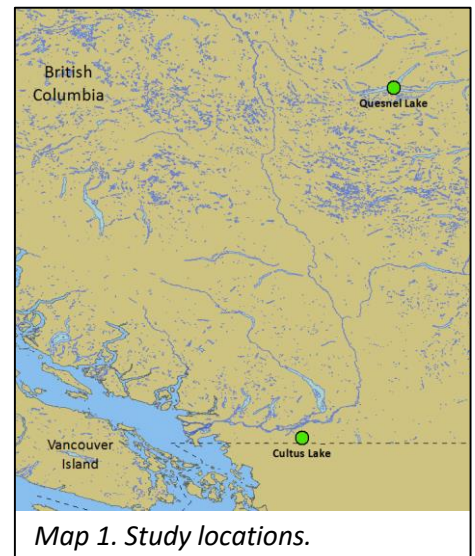 British
Columbia
Quesnel Lake
Vancouver
Island
Cultus Lake
Map 1. Study locations.